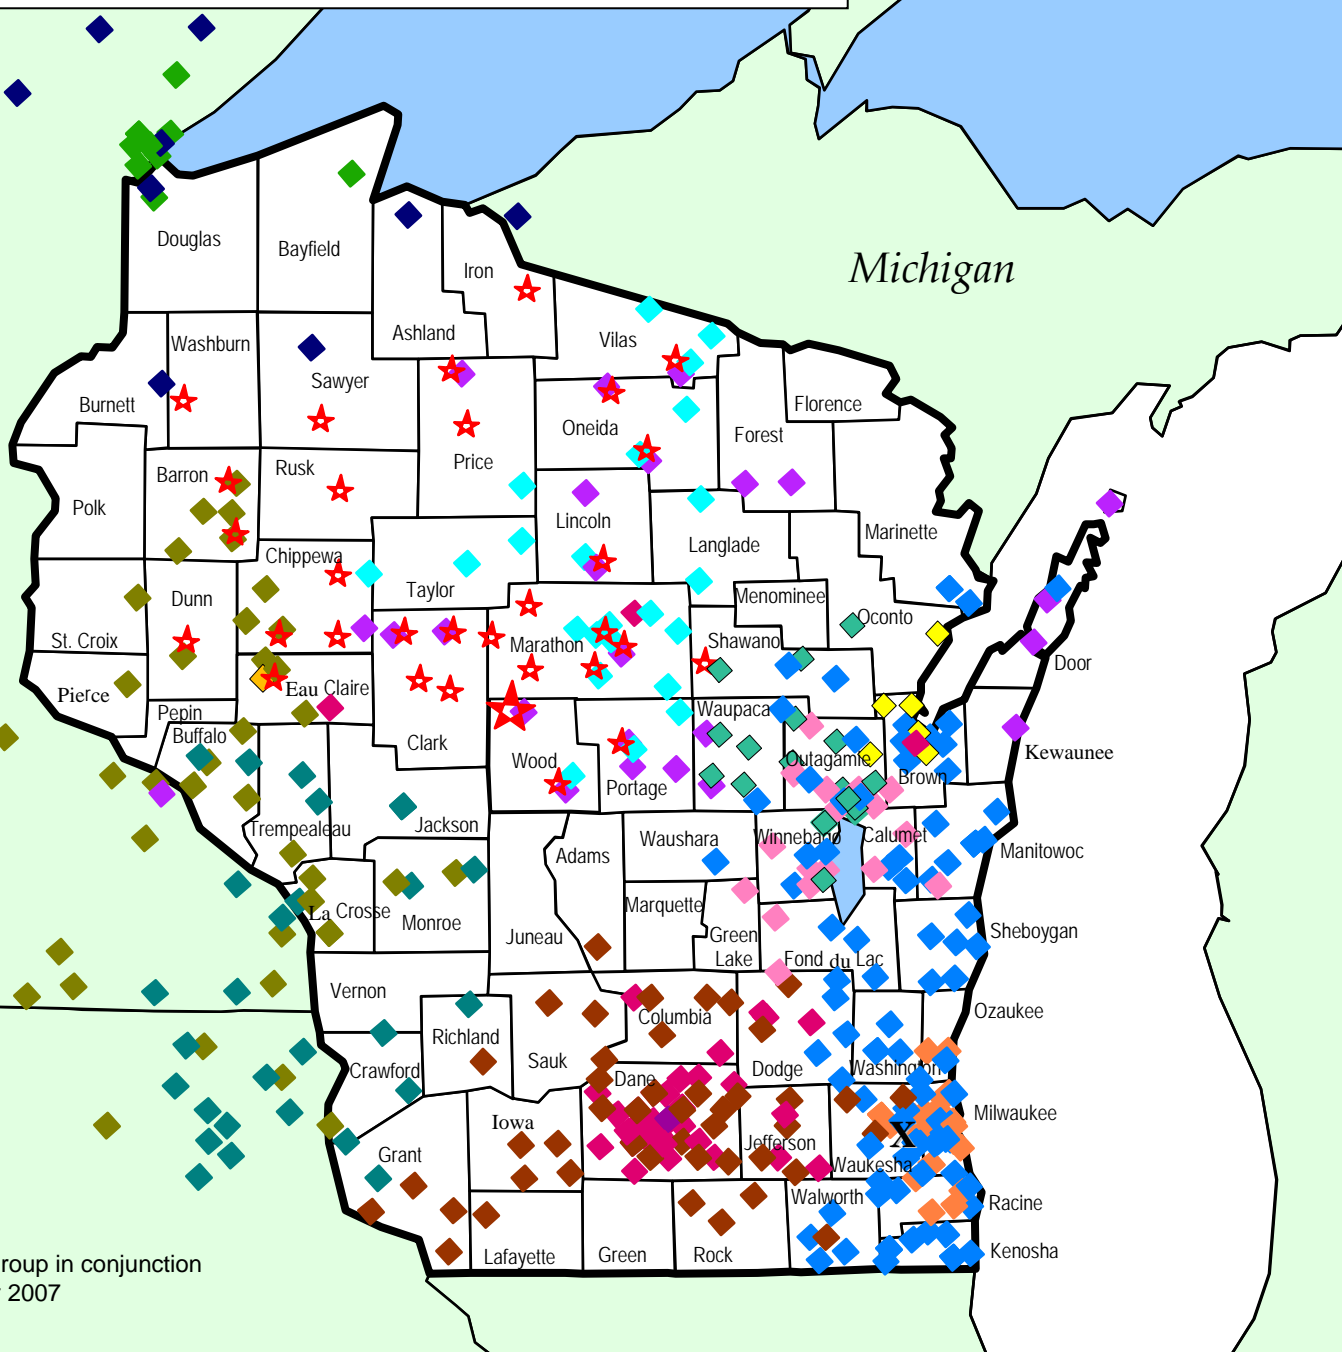 Douglas
Bayfield
Michigan
Iron
Ashland
Vilas
Washburn
Sawyer
Burnett
Florence
Oneida
Forest
Price
Barron
Rusk
Polk
Lincoln
Marinette
Langlade
Chippewa
Taylor
Dunn
Menominee
Oconto
St. Croix
Marathon
Shawano
Door
Pierce
Eau Claire
Pepin
Waupaca
Buffalo
Clark
Kewaunee
Wood
Outagamie
Portage
Brown
Trempealeau
Jackson
Waushara
Winnebago
Calumet
Adams
Manitowoc
Marquette
La Crosse
Monroe
Juneau
Green
Lake
Sheboygan
Fond du Lac
Vernon
Columbia
Ozaukee
Richland
Sauk
Crawford
Dane
Dodge
Washington
Milwaukee
Iowa
X
Jefferson
Grant
Waukesha
Walworth
Racine
Lafayette
Green
Rock
Kenosha
roup in conjunction
2007